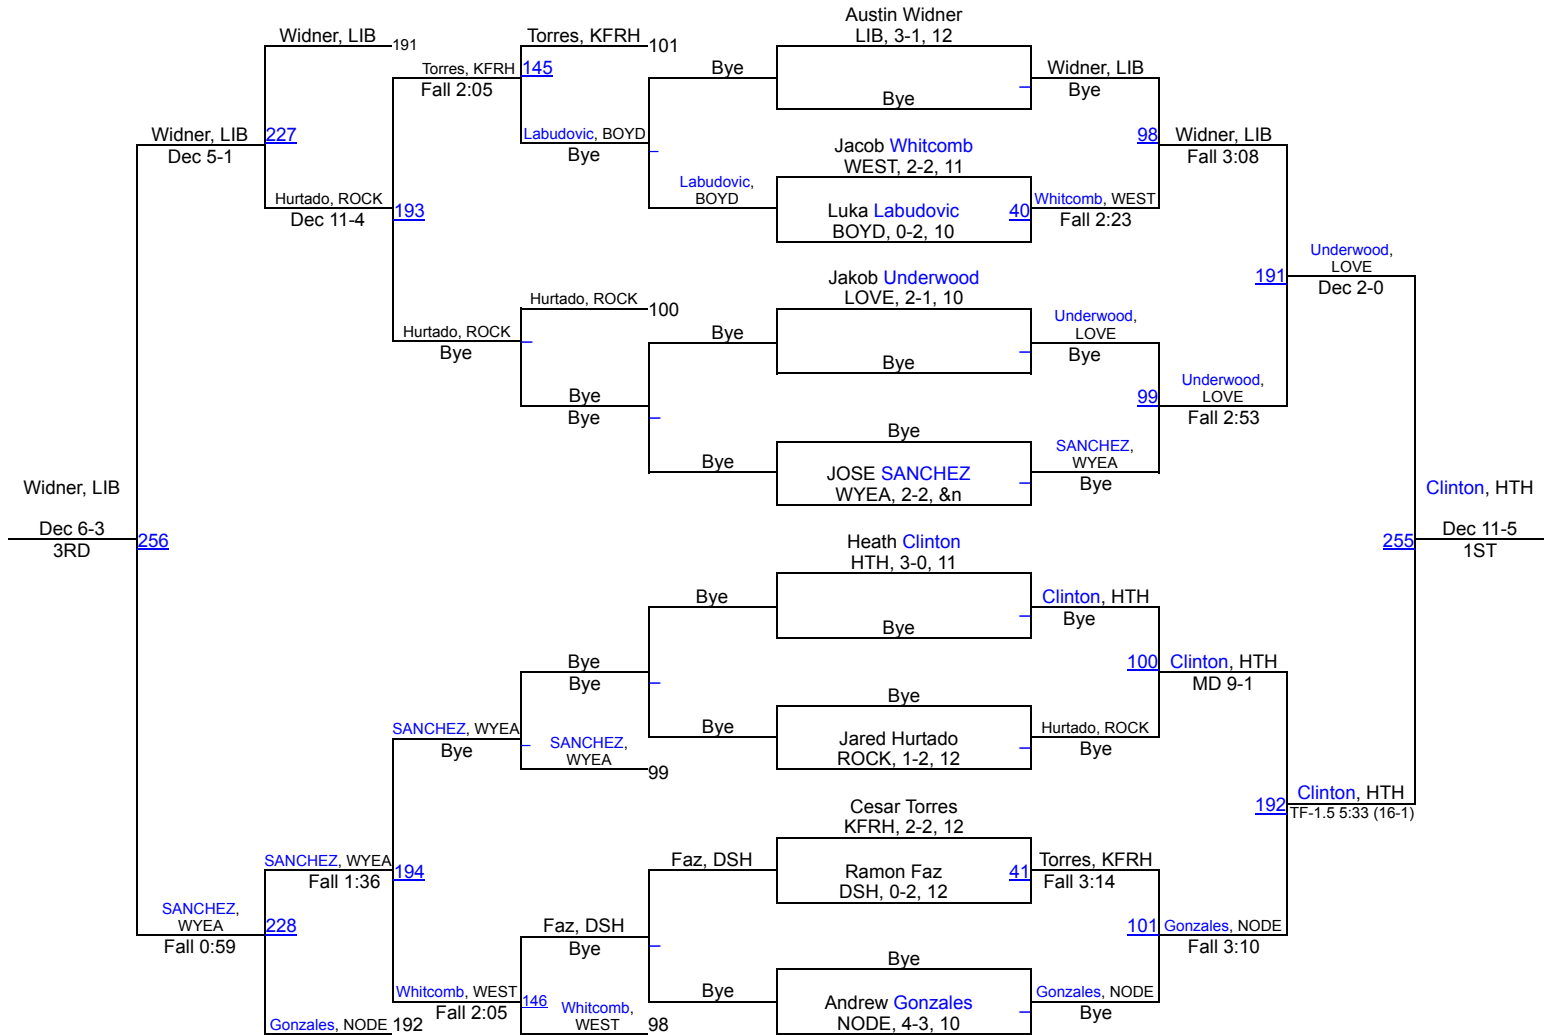 Austin Widner
Widner, LIB
191
Torres, KFRH
101
LIB, 3-1, 12
Torres, KFRH
145
Fall 2:05
Bye
Widner, LIB
Bye
Bye
Widner, LIB
227
Dec 5-1
Labudovic, BOYD
Bye
Jacob Whitcomb
WEST, 2-2, 11
98
Widner, LIB
Fall 3:08
Hurtado, ROCK
Dec 11-4
193
Labudovic,
BOYD
Luka Labudovic
BOYD, 0-2, 10
40
Whitcomb, WEST
Fall 2:23
Jakob Underwood
LOVE, 2-1, 10
191
Underwood,
LOVE
Dec 2-0
Hurtado, ROCK
100
Hurtado, ROCK
Bye
Bye
Bye
Underwood,
LOVE
Bye
Bye
Bye
99
Underwood,
LOVE
Fall 2:53
Bye
Bye
JOSE SANCHEZ
WYEA, 2-2, &n
SANCHEZ,
WYEA
Bye
Widner, LIB
Clinton, HTH
Dec 6-3
3RD
256
Heath Clinton
HTH, 3-0, 11
255
Dec 11-5
1ST
Bye
Bye
Clinton, HTH
Bye
Bye
Bye
100
Clinton, HTH
MD 9-1
SANCHEZ, WYEA
Bye
SANCHEZ,
WYEA
99
Bye
Bye
Jared Hurtado
ROCK, 1-2, 12
Hurtado, ROCK
Bye
Cesar Torres
KFRH, 2-2, 12
192
Clinton, HTH
TF-1.5 5:33 (16-1)
SANCHEZ, WYEA
Fall 1:36
194
Faz, DSH
Ramon Faz
DSH, 0-2, 12
41
Torres, KFRH
Fall 3:14
SANCHEZ,
WYEA
Fall 0:59
228
Faz, DSH
Bye
101
Gonzales, NODE
Fall 3:10
Bye
Whitcomb, WEST
Fall 2:05
146
Whitcomb,
WEST
98
Bye
Andrew Gonzales
NODE, 4-3, 10
Gonzales, NODE
Bye
Gonzales, NODE
192